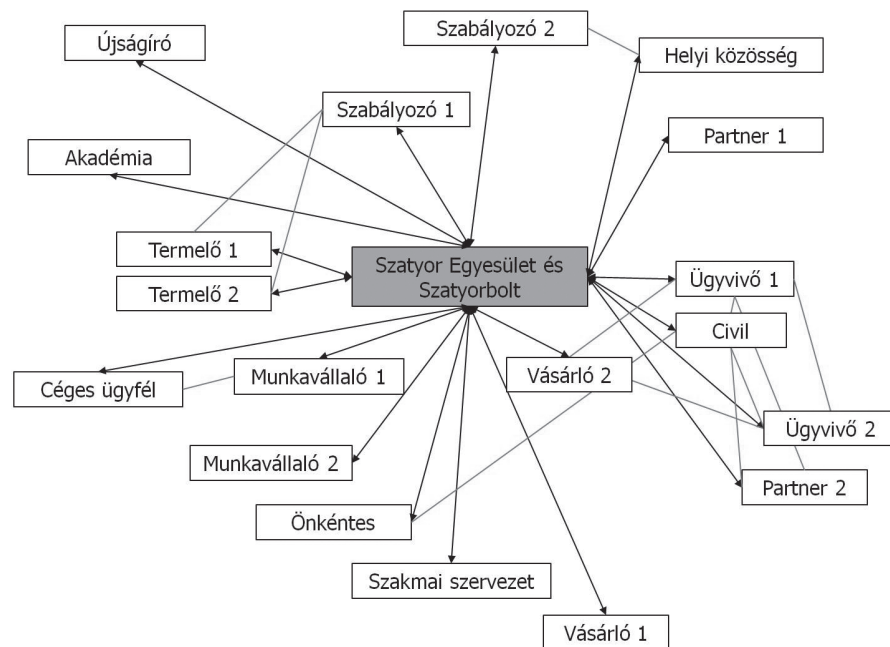 Szabályozó 2
Újságíró
Helyi közösség
Szabályozó 1
Partner 1
Akadémia
Termelő 1
Szatyor Egyesület és
Szatyorbolt
Termelő 2
Ügyvivő 1
Civil
Céges ügyfél
Munkavállaló 1
Vásárló 2
Ügyvivő 2
Munkavállaló 2
Partner 2
Önkéntes
Szakmai szervezet
Vásárló 1